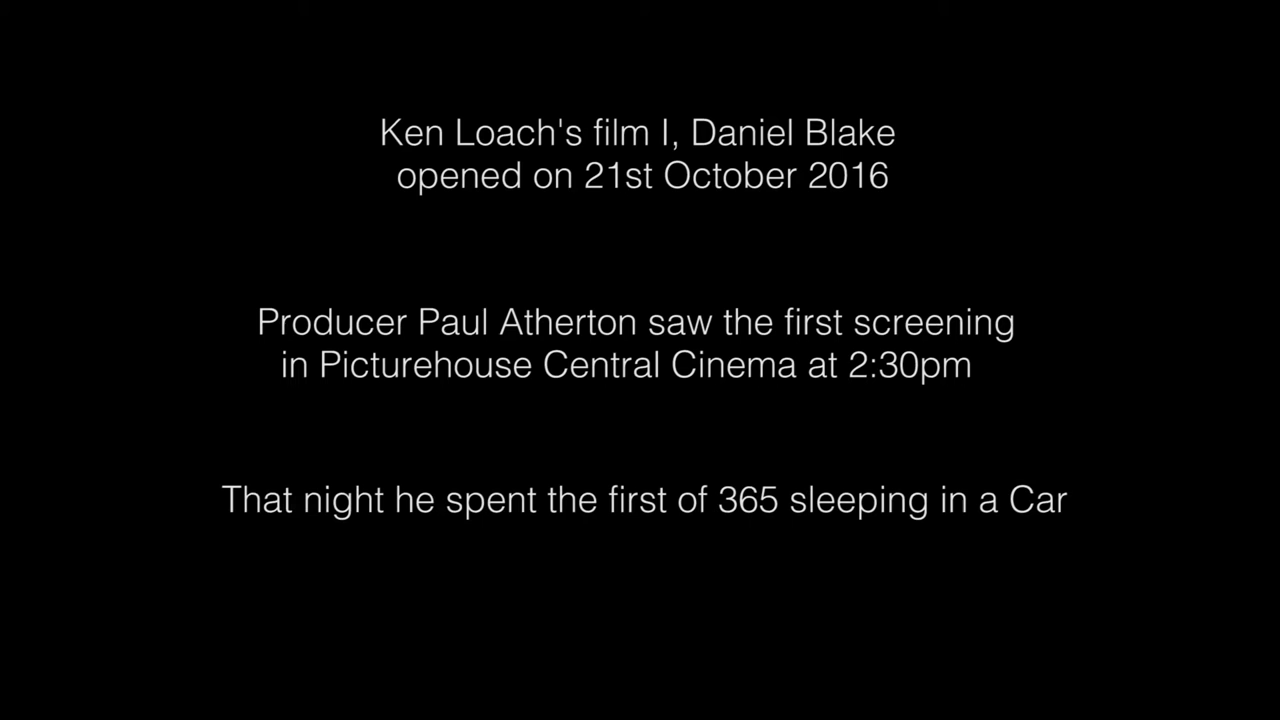 Ken Loach's film I, Daniel Blake
opened on 21st October 2016
Producer Paul Atherton saw the first screening
in Picturehouse Central Cinema at 2:30pm
That night he spent the first of 365 sleeping in a Car